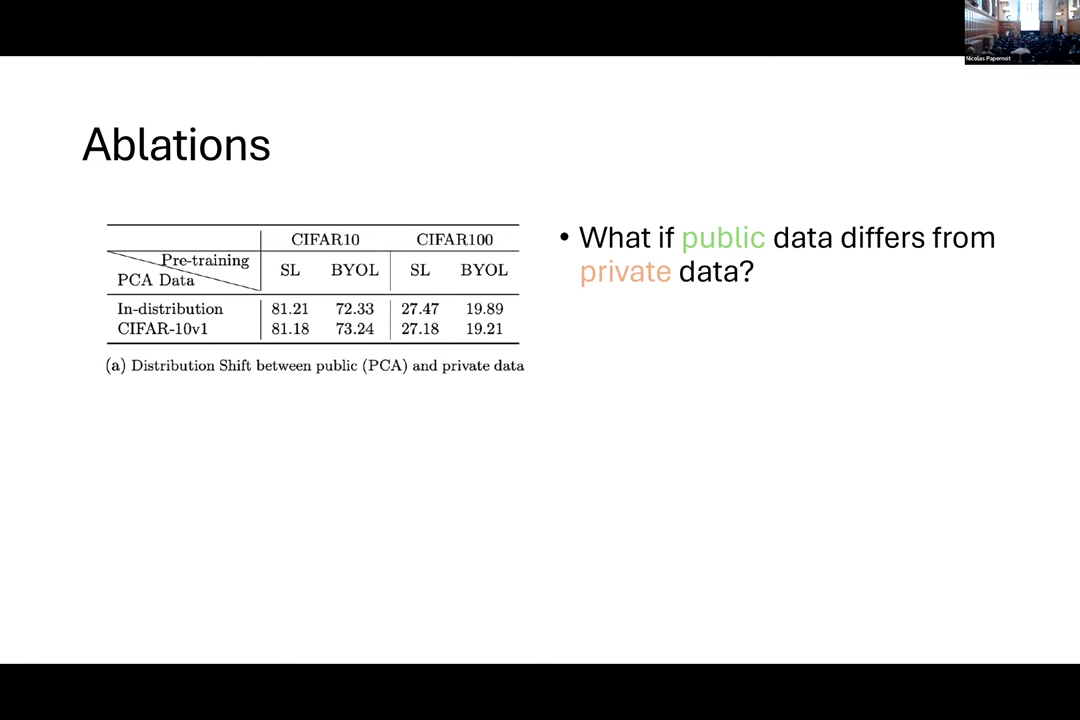 Nicolas Papernot
Ablations
CIFAR10 CIFAR100
Pre-training SL BYOL SL BYOL
PCA Data
In-distribution 81.21 72.33 27.47 19.89
CIFAR-10v1 81.18 73.24 27.18 19.21
(a) Distribution Shift between public (PCA) and private data
• What if public data differs from
private data?